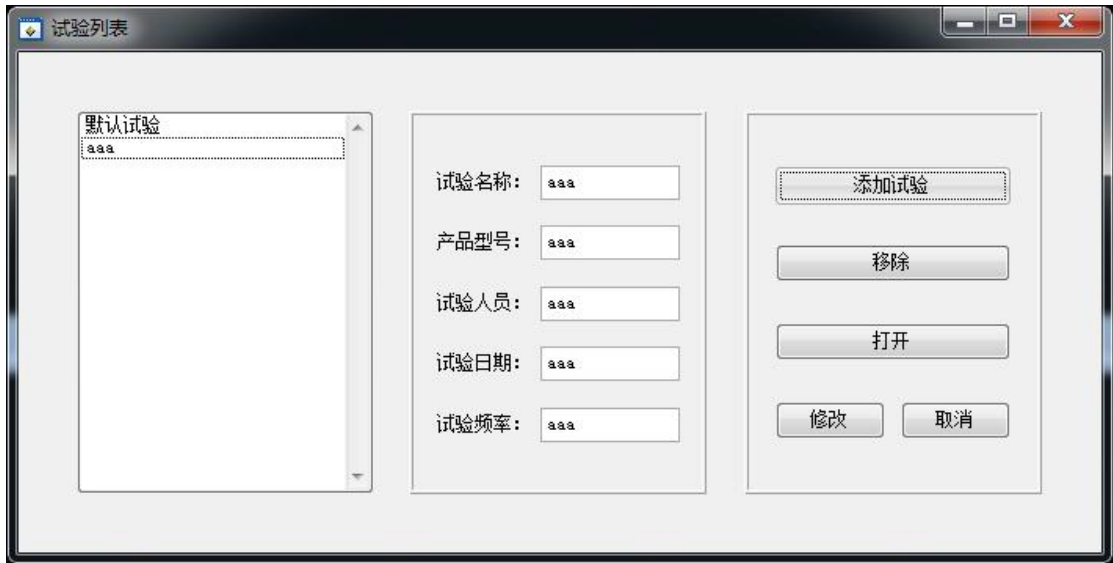 试验列表
默认试验
aaa
试验名称: aaa
产品型号: aaa
试验人员: aaa
试验日期: aaa
试验频率: aaa
添加试验
移除
打开
修改 取消